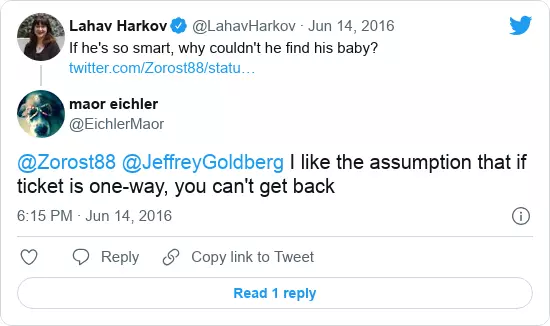 Lahav Harkov @LahavHarkov · Jun 14, 2016
If he's so smart, why couldn't he find his baby?
twitter.com/Zorost88/statu…
maor eichler
@EichlerMaor
@Zorost88 @JeffreyGoldberg I like the assumption that if
ticket is one-way, you can't get back
6:15 PM · Jun 14, 2016
Reply Copy link to Tweet
Read 1 reply